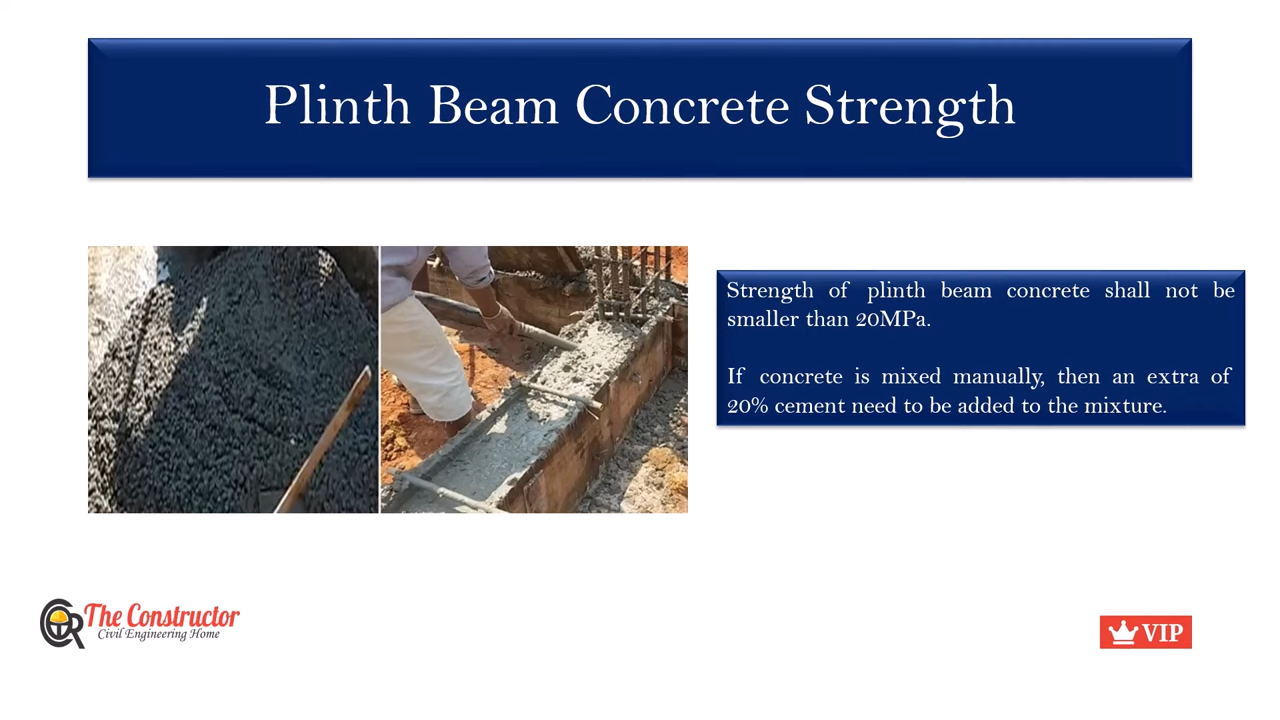 Plinth Beam Concrete Strength
Strength of plinth beam concrete shall not be
smaller than 20MPa.
If concrete is mixed manually, then an extra of
20% cement need to be added to the mixture.
The Constructor
Civil Engineering Home
VIP